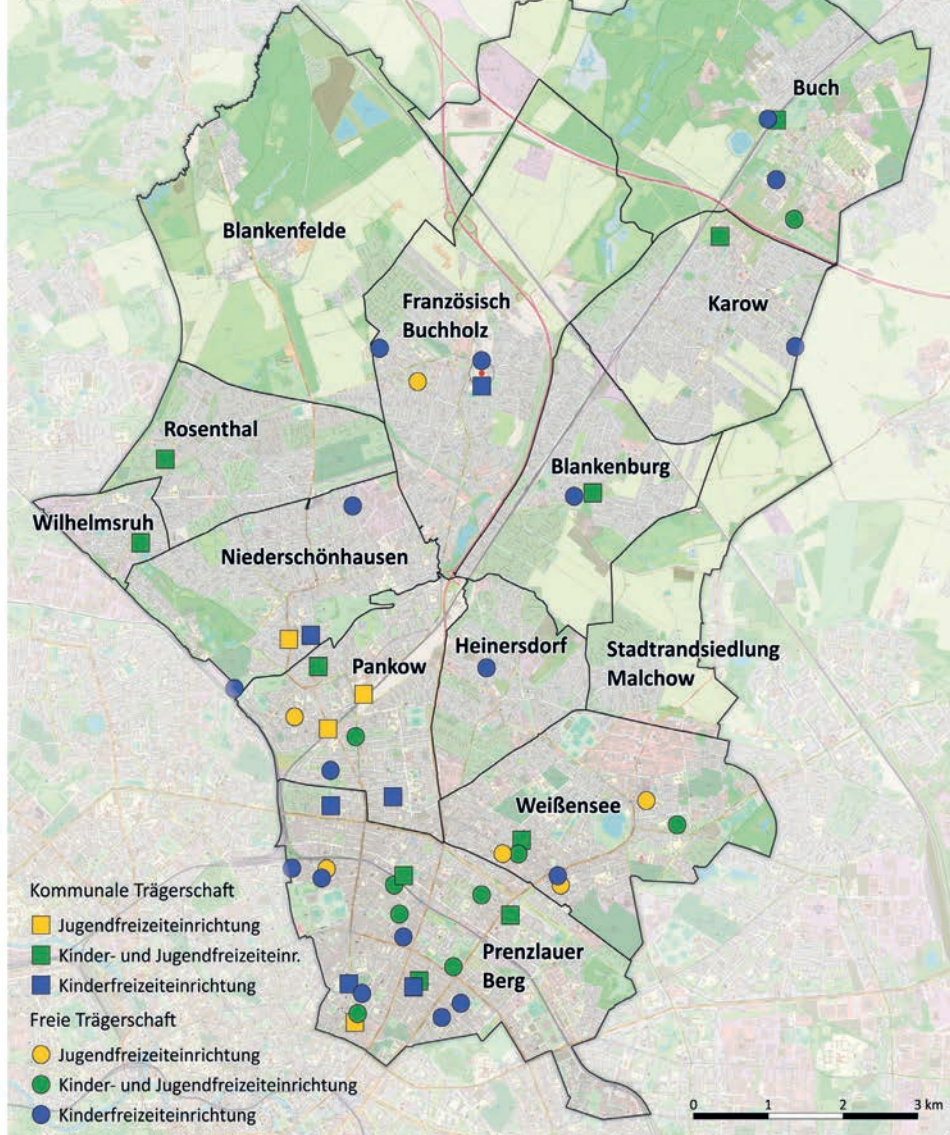 Buch
Blankenfelde
Französisch
Buchholz
Karow
Rosenthal
Blankenburg
Wilhelmsruh
Niederschönhausen
Heinersdorf
Stadtrandsiedlung
Malchow
Pankow
Weißensee
Prenzlauer
Berg
Kommunale Trägerschaft
Jugendfreizeiteinrichtung
Kinder- und Jugendfreizeiteinr.
Kinderfreizeiteinrichtung
Freie Trägerschaft
Jugendfreizeiteinrichtung
Kinder- und Jugendfreizeiteinrichtung
Kinderfreizeiteinrichtung
0 1 2 3 km